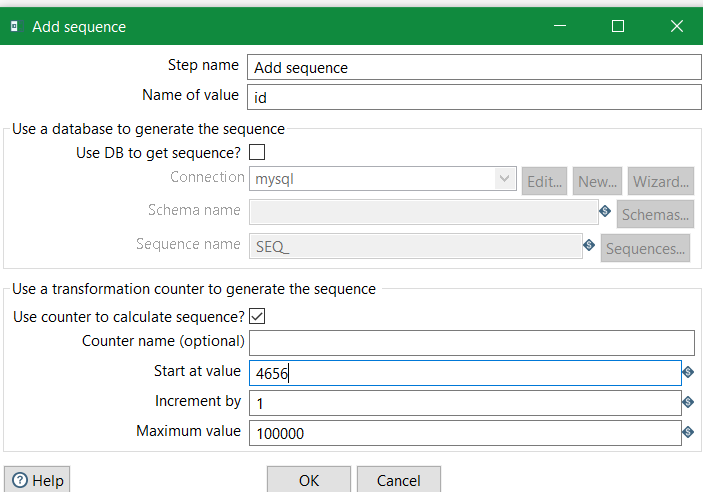 Add sequence
Step name Add sequence
Name of value id
Use a database to generate the sequence
Use DB to get sequence?
Connection mysql Edit... New... Wizard...
Schema name Schemas...
Sequence name SEQ_ Sequences...
Use a transformation counter to generate the sequence
Use counter to calculate sequence?
Counter name (optional)
Start at value 4656
Increment by 1
Maximum value 100000
Help OK Cancel